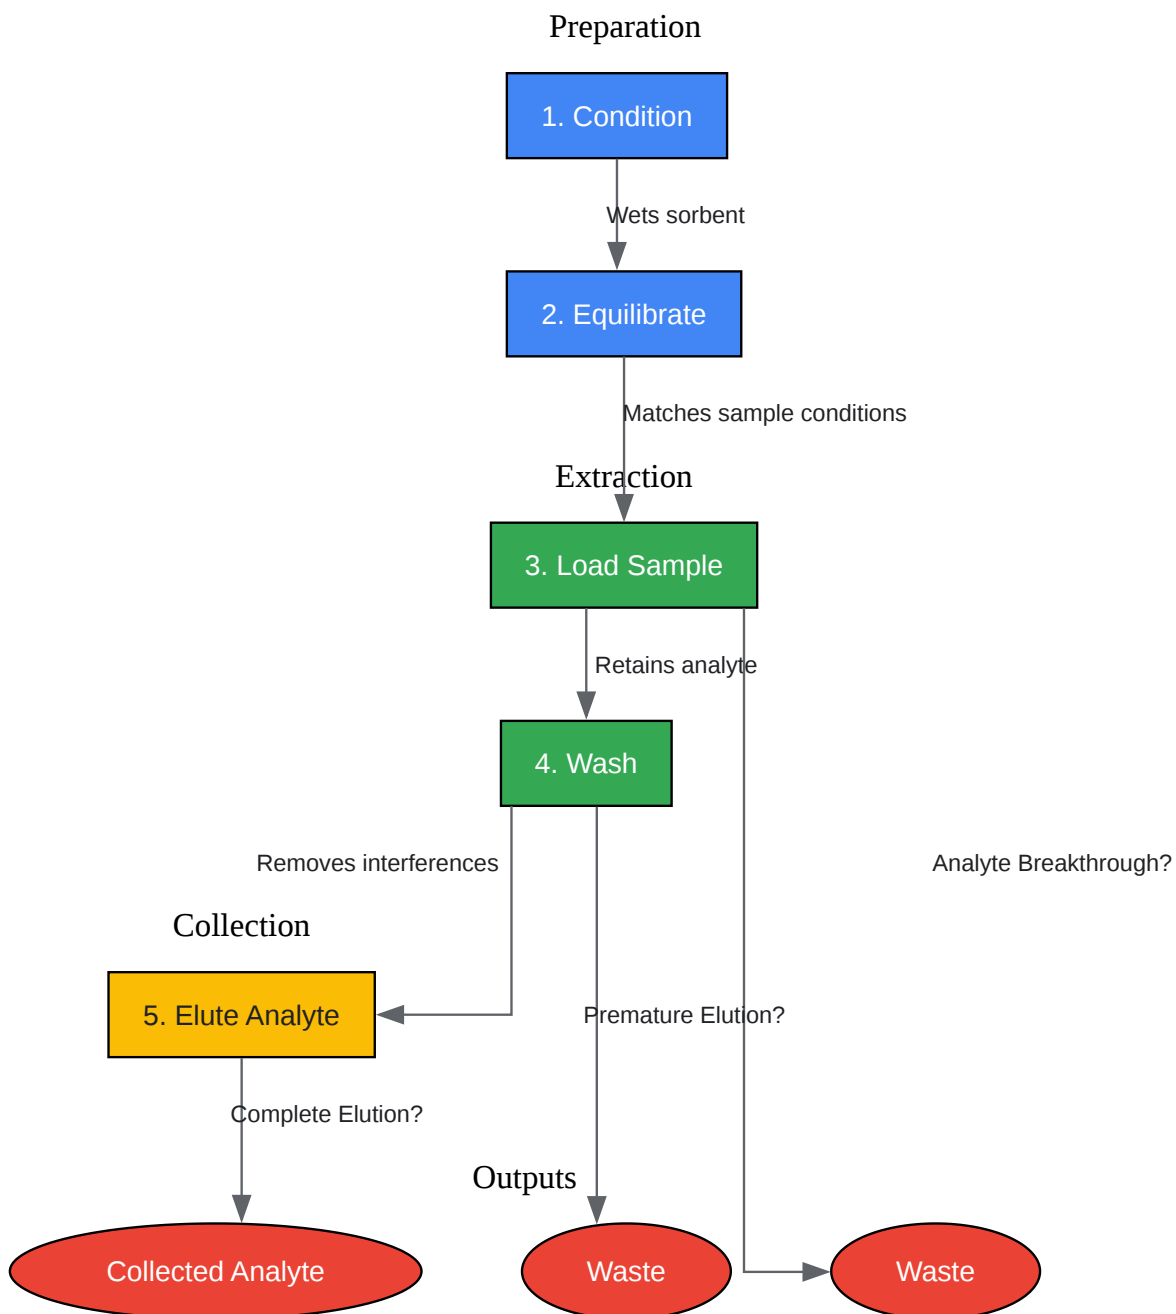 Preparation
1. Condition
Wets sorbent
2. Equilibrate
Matches sample conditions
Extraction
3. Load Sample
Retains analyte
4. Wash
Removes interferences
Analyte Breakthrough?
Collection
5. Elute Analyte
Premature Elution?
Complete Elution?
Outputs
Collected Analyte
Waste
Waste